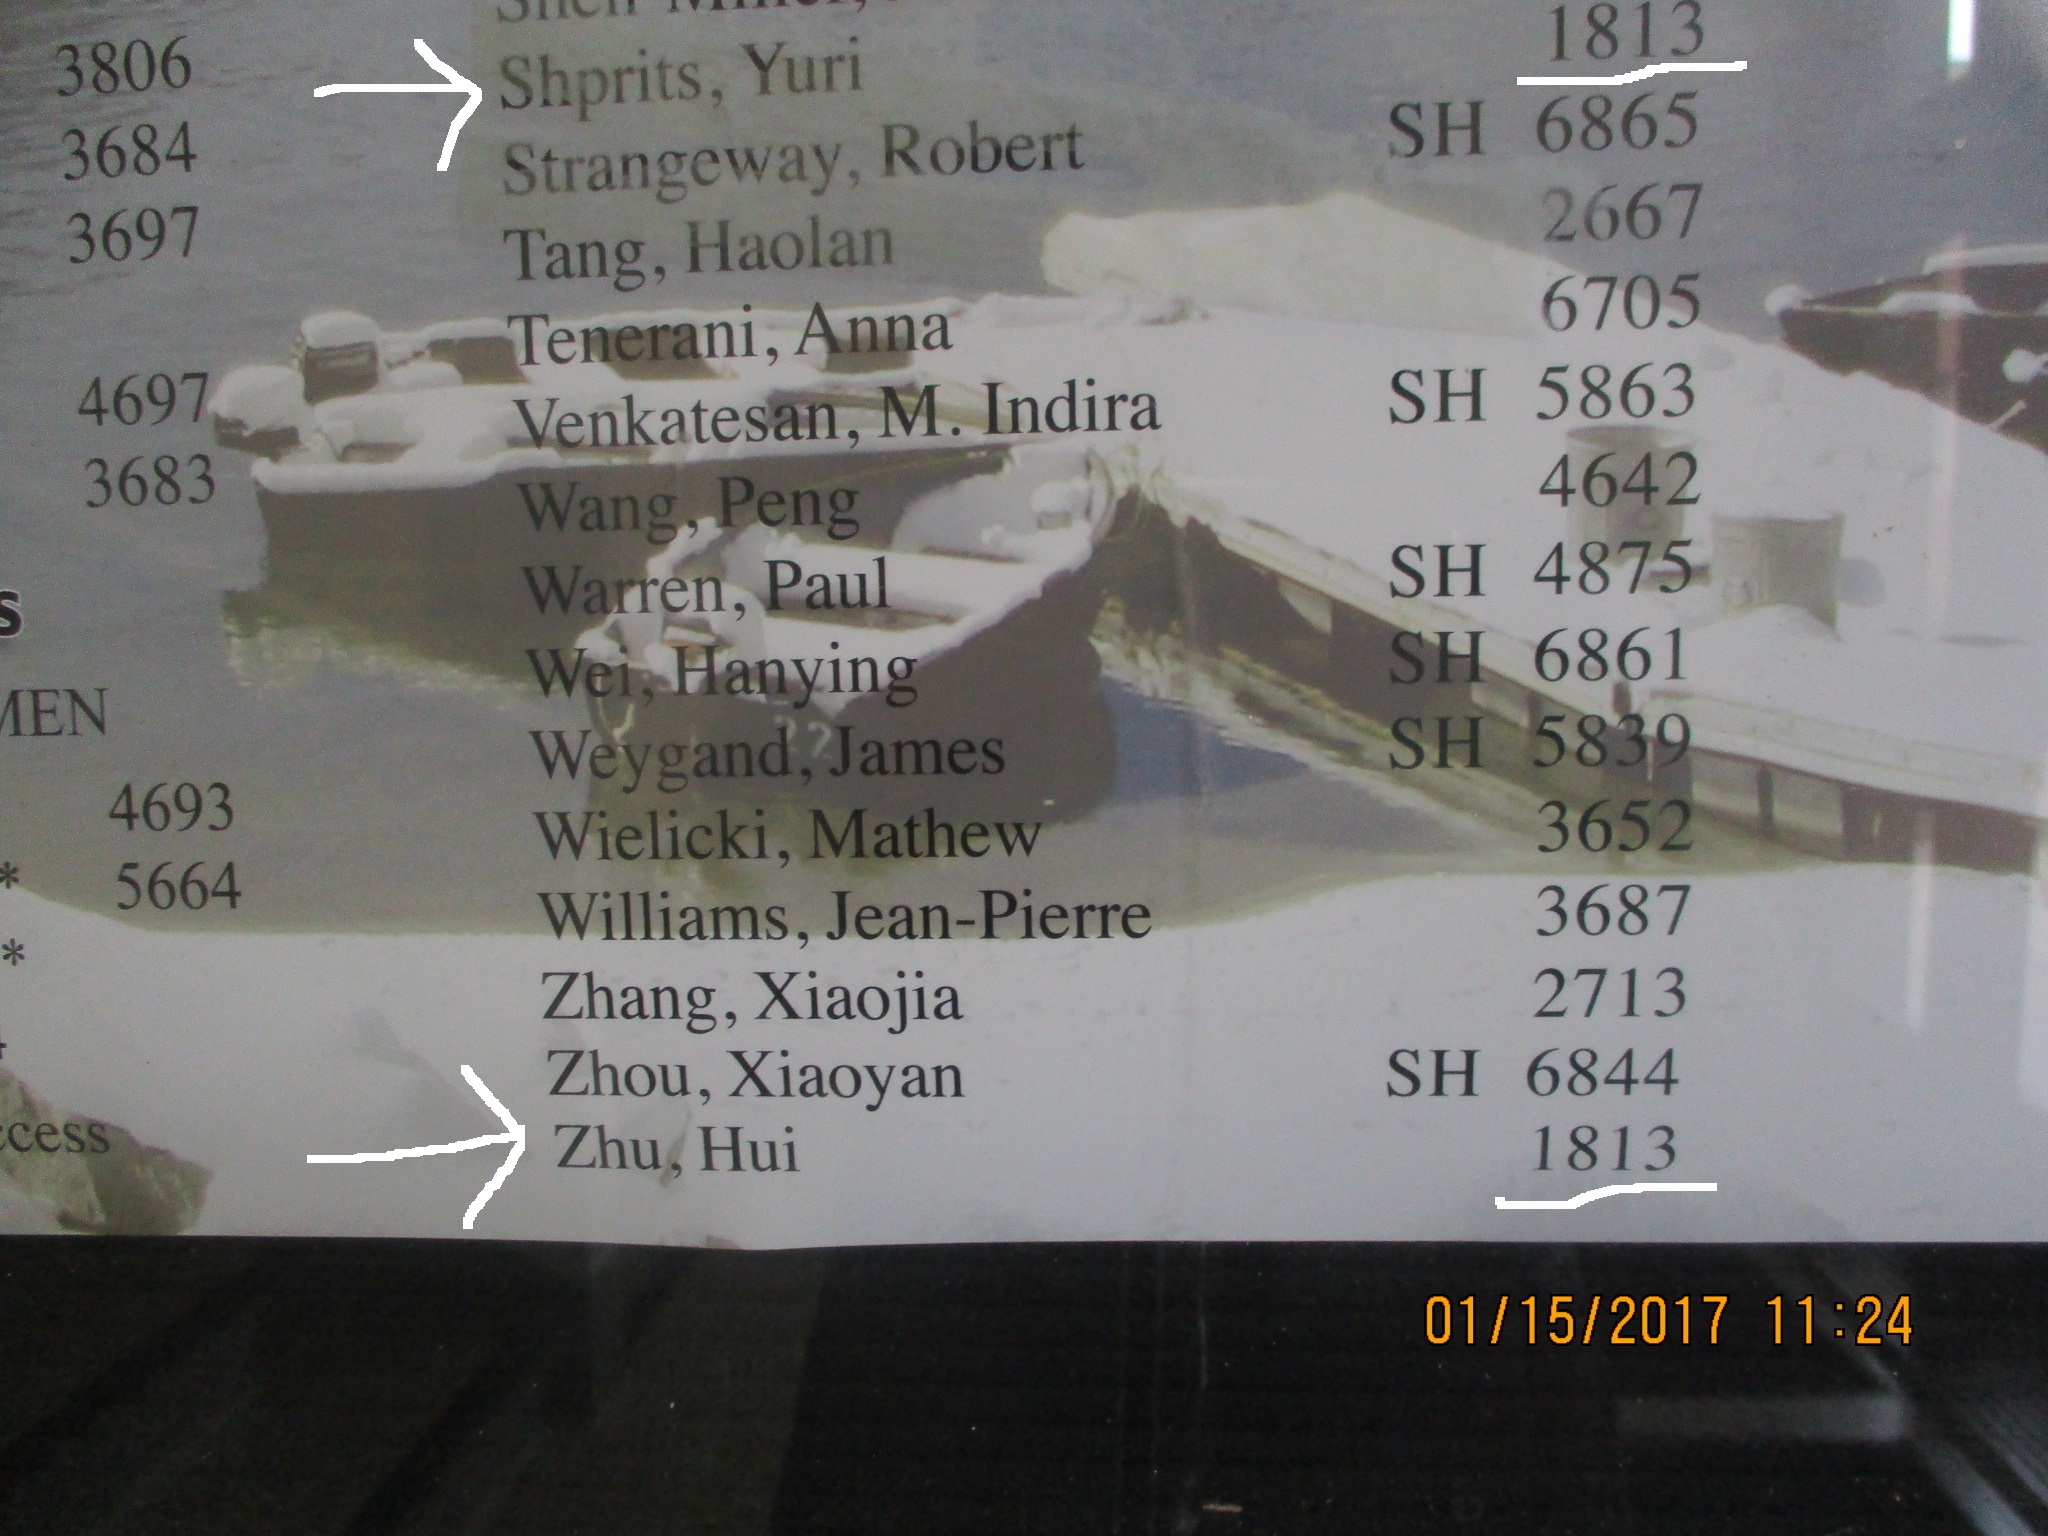 3806
3684
3697
4697
3683
s
MEN
4693
* 5664
*
ccess
Shprits, Yuri 1813
Strangeway, Robert SH 6865
Tang, Haolan 2667
Tenerani, Anna 6705
Venkatesan, M. Indira SH 5863
Wang, Peng 4642
Warren, Paul SH 4875
Wei, Hanying SH 6861
Weygand, James SH 5839
Wielicki, Mathew 3652
Williams, Jean-Pierre 3687
Zhang, Xiaojia 2713
Zhou, Xiaoyan SH 6844
Zhu, Hui 1813
01/15/2017 11:24